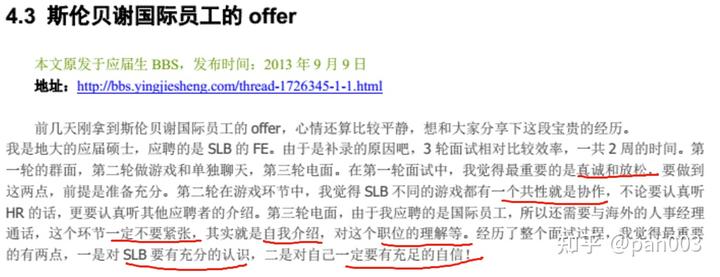 4.3 斯伦贝谢国际员工的 offer
本文原发于应届生 BBS，发布时间：2013 年 9 月 9 日
地址：http://bbs.yingjiesheng.com/thread-1726345-1-1.html
前几天刚拿到斯伦贝谢国际员工的 offer，心情还算比较平静，想和大家分享下这段宝贵的经历。
我是地大的应届硕士，应聘的是 SLB 的 FE。由于是补录的原因吧，3 轮面试相对比较效率，一共 2 周的时间。第
一轮的群面，第二轮做游戏和单独聊天，第三轮电面。在第一轮面试中，我觉得最重要的是真诚和放松，要做到
这两点，前提是准备充分。第二轮在游戏环节中，我觉得 SLB 不同的游戏都有一个共性就是协作，不论要认真听
HR 的话，更要认真听其他应聘者的介绍。第三轮电面，由于我应聘的是国际员工，所以还需要与海外的人事经理
通话，这个环节一定不要紧张，其实就是自我介绍，对这个职位的理解等。经历了整个面试过程，我觉得最重要
的有两点，一是对 SLB 要有充分的认识，二是对自己一定要有充足的自信！
知乎 @pan003